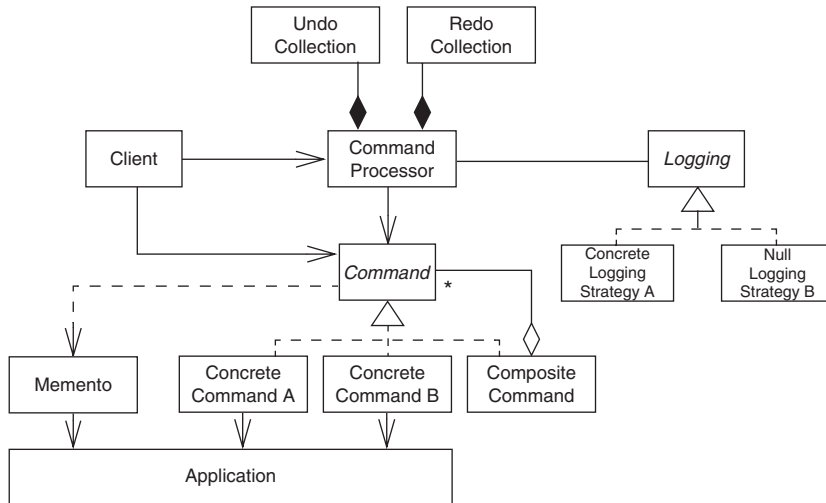 Undo
Collection
Redo
Collection
Client
Command
Processor
Logging
Command
*
Concrete
Logging
Strategy A
Null
Logging
Strategy B
Memento
Concrete
Command A
Concrete
Command B
Composite
Command
Application